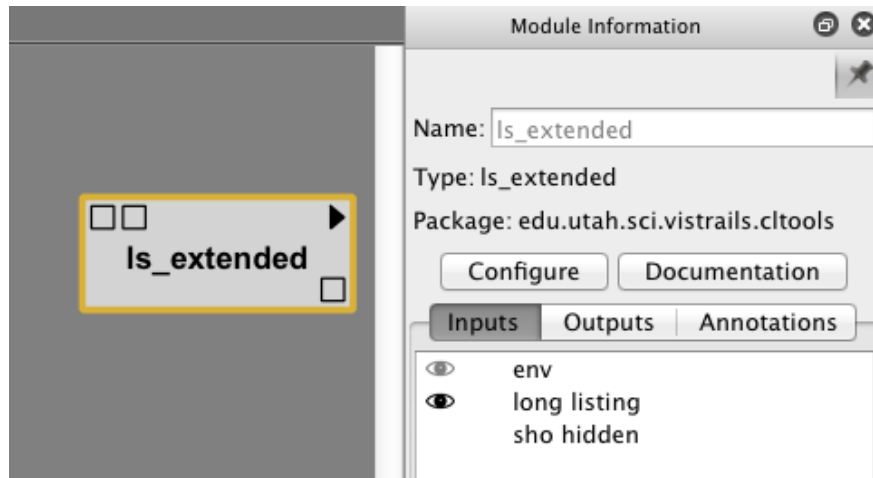 ls_extended
Module Information
Name: ls_extended
Type: ls_extended
Package: edu.utah.sci.vistrails.cltools
Configure Documentation
Inputs Outputs Annotations
env
long listing
sho hidden